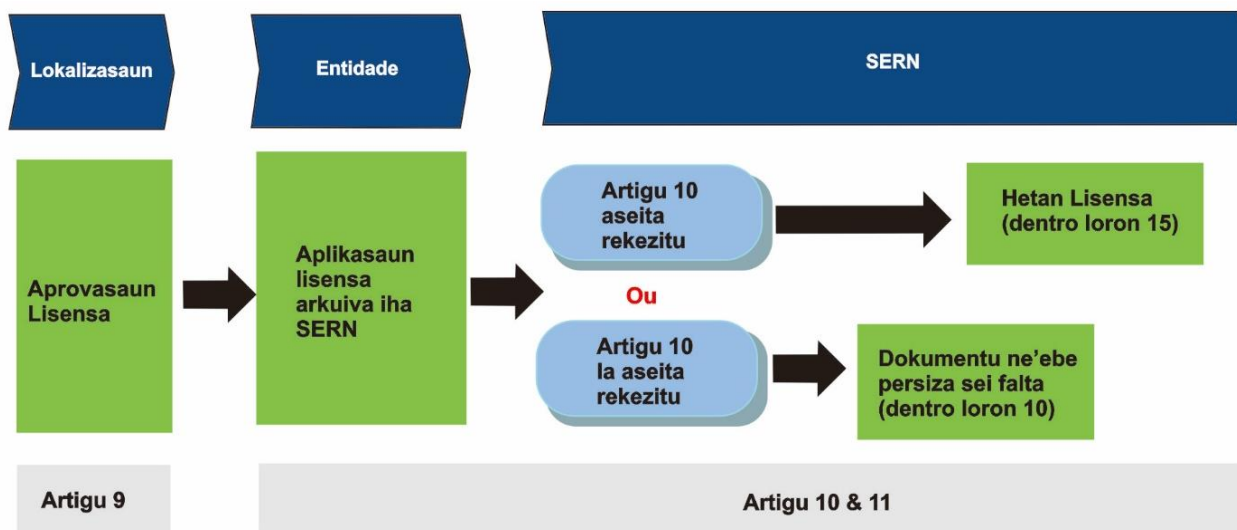 Lokalizasaun
Entidade
SERN
Aprovasaun
Lisensa
Aplikasaun
lisensa
arkuiva iha
SERN
Artigu 10
aseita
rekezitu
Hetan Lisensa
(dentro loron 15)
Ou
Artigu 10
la aseita
rekezitu
Dokumentu ne’ebe
persiza sei falta
(dentro loron 10)
Artigu 9
Artigu 10 & 11